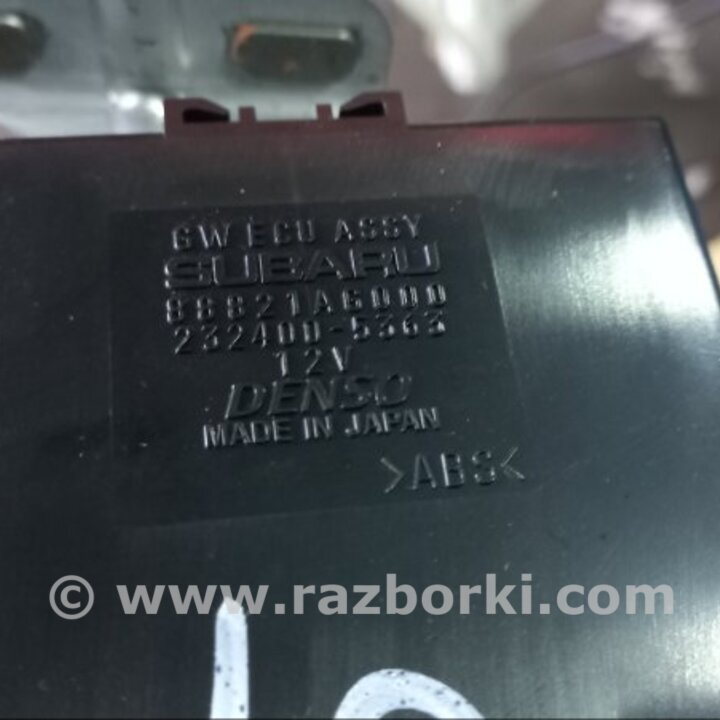 GW ECU ASSY
SUBARU
88821AG000
232400-5363
12V
DENSO
MADE IN JAPAN
>ABS<
© www.razborki.com